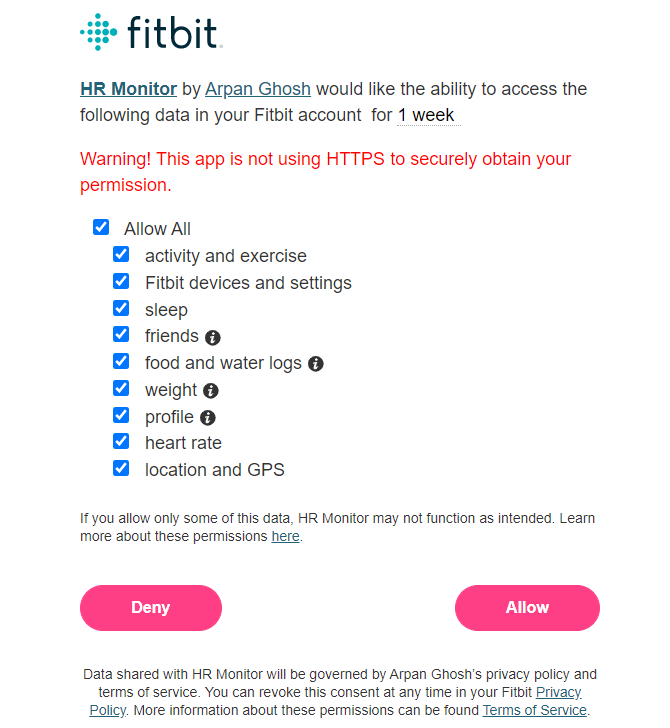 fitbit
HR Monitor by Arpan Ghosh would like the ability to access the
following data in your Fitbit account for 1 week
Warning! This app is not using HTTPS to securely obtain your
permission.
Allow All
activity and exercise
Fitbit devices and settings
sleep
friends
food and water logs
weight
profile
heart rate
location and GPS
If you allow only some of this data, HR Monitor may not function as intended. Learn
more about these permissions here.
Deny
Allow
Data shared with HR Monitor will be governed by Arpan Ghosh's privacy policy and
terms of service. You can revoke this consent at any time in your Fitbit Privacy
Policy. More information about these permissions can be found Terms of Service.